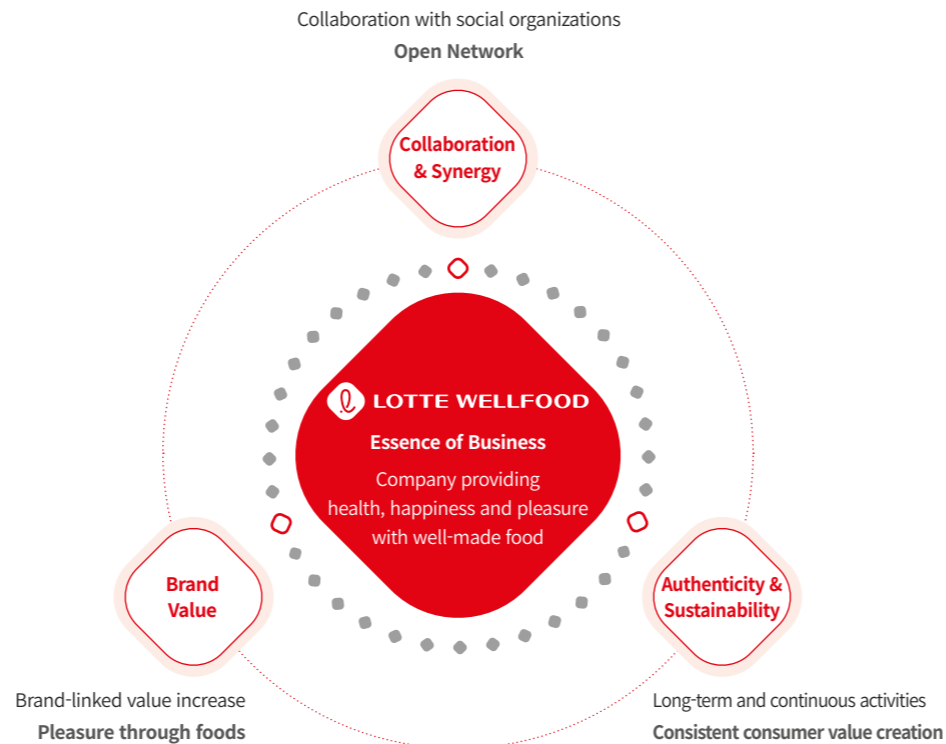 Collaboration with social organizations
Open Network
Collaboration
& Synergy
LOTTE WELLFOOD
Essence of Business
Company providing
health, happiness and pleasure
with well-made food
Brand
Value
Authenticity &
Sustainability
Brand-linked value increase
Pleasure through foods
Long-term and continuous activities
Consistent consumer value creation